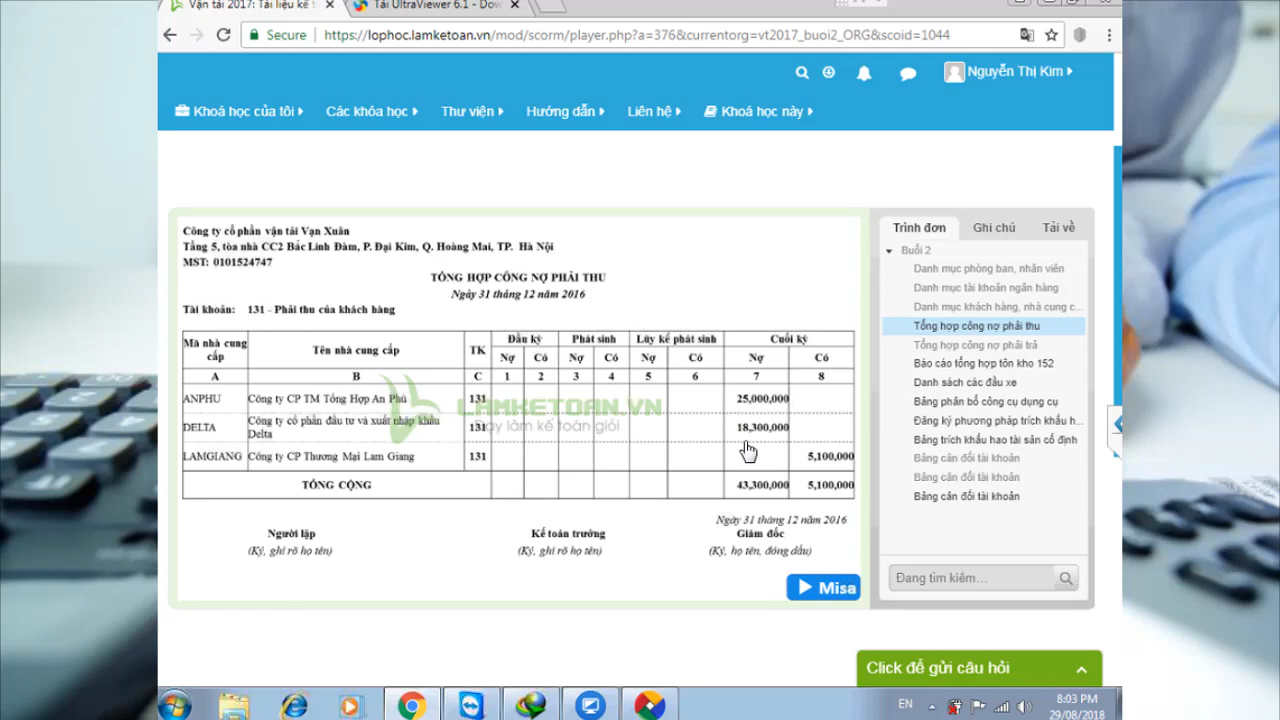 Vận tải 2017: Tài liệu kế t
Tải UltraViewer 6.1 - Dow
Secure
https://lophoc.lamketoan.vn/mod/scorm/player.php?a=376&currentorg=vt2017_buoi2_ORG&scoid=1044
Nguyễn Thị Kim
Khoá học của tôi
Các khóa học
Thư viện
Hướng dẫn
Liên hệ
Khoá học này
Công ty cổ phần vận tải Vạn Xuân
Tầng 5, tòa nhà CC2 Bắc Linh Đàm, P. Đại Kim, Q. Hoàng Mai, TP. Hà Nội
MST: 0101524747
TỔNG HỢP CÔNG NỢ PHẢI THU
Ngày 31 tháng 12 năm 2016
Tài khoản: 131 - Phải thu của khách hàng
Mã nhà cung cấp Tên nhà cung cấp TK Đầu kỳ Phát sinh Lũy kế phát sinh Cuối kỳ
Nợ Có Nợ Có Nợ Có Nợ Có
A B C 1 2 3 4 5 6 7 8
ANPHU Công ty CP TM Tổng Hợp An Phú 131 25,000,000
DELTA Công ty cổ phần đầu tư và xuất nhập khẩu Delta 131 18,300,000
LAMGIANG Công ty CP Thương Mại Lam Giang 131 5,100,000
TỔNG CỘNG 43,300,000 5,100,000
LAMKETOAN.VN
dạy làm kế toán giỏi
Ngày 31 tháng 12 năm 2016
Người lập Kế toán trưởng Giám đốc
(Ký, ghi rõ họ tên) (Ký, ghi rõ họ tên) (Ký, họ tên, đóng dấu)
Misa
Trình đơn Ghi chú Tải về
Buổi 2
Danh mục phòng ban, nhân viên
Danh mục tài khoản ngân hàng
Danh mục khách hàng, nhà cung c...
Tổng hợp công nợ phải thu
Tổng hợp công nợ phải trả
Báo cáo tổng hợp tồn kho 152
Danh sách các đầu xe
Bảng phân bổ công cụ dụng cụ
Đăng ký phương pháp trích khấu h...
Bảng trích khấu hao tài sản cố định
Bảng cân đối tài khoản
Bảng cân đối tài khoản
Bảng cân đối tài khoản
Đang tìm kiếm...
Click để gửi câu hỏi
EN
8:03 PM
29/08/2018